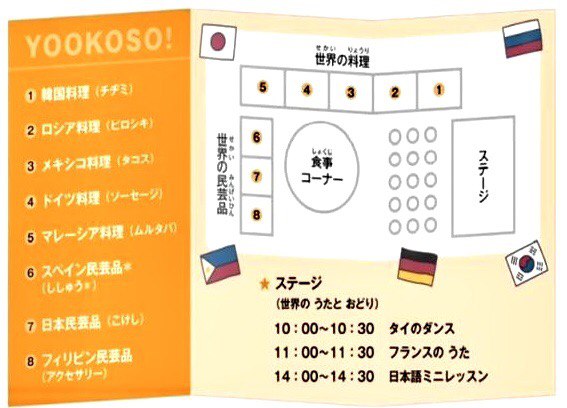 YOOKOSO!
① 韓国料理（チヂミ）
② ロシア料理（ピロシキ）
③ メキシコ料理（タコス）
④ ドイツ料理（ソーセージ）
⑤ マレーシア料理（ムルタバ）
⑥ スペイン民芸品*
（ししゅう*）
⑦ 日本民芸品（こけし）
⑧ フィリピン民芸品
（アクセサリー）
せかい りょうり
世界の料理
5 4 3 2 1
せかい みんげいひん
世界の民芸品
6
7
8
しょくじ
食事
コーナー
ステージ
★ ステージ
（世界の うたと おどり）
10：00～10：30 タイのダンス
11：00～11：30 フランスの うた
14：00～14：30 日本語ミニレッスン